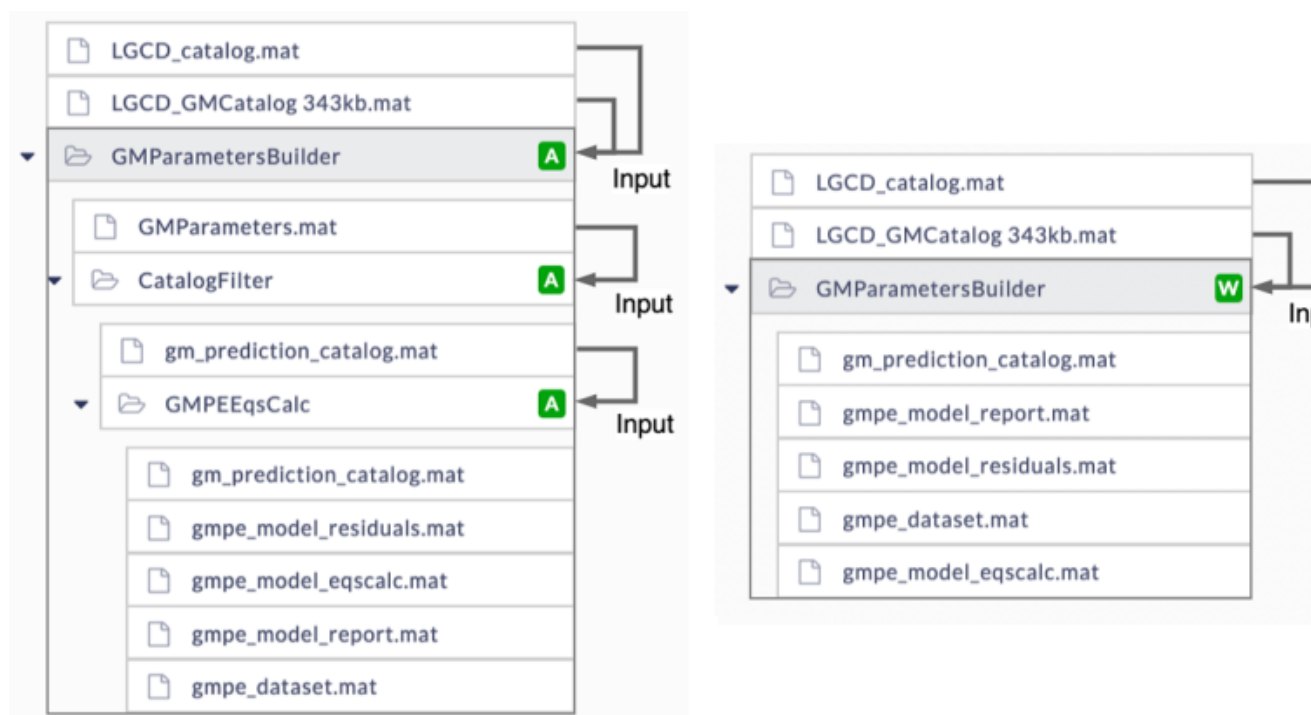 LGCD_catalog.mat
LGCD_GMCatalog 343kb.mat
GMParametersBuilder A
Input
GMParameters.mat
CatalogFilter A
Input
gm_prediction_catalog.mat
GMPEEqsCalc A
Input
gm_prediction_catalog.mat
gmpe_model_residuals.mat
gmpe_model_eqscalc.mat
gmpe_model_report.mat
gmpe_dataset.mat
LGCD_catalog.mat
LGCD_GMCatalog 343kb.mat
GMParametersBuilder W
gm_prediction_catalog.mat
gmpe_model_report.mat
gmpe_model_residuals.mat
gmpe_dataset.mat
gmpe_model_eqscalc.mat